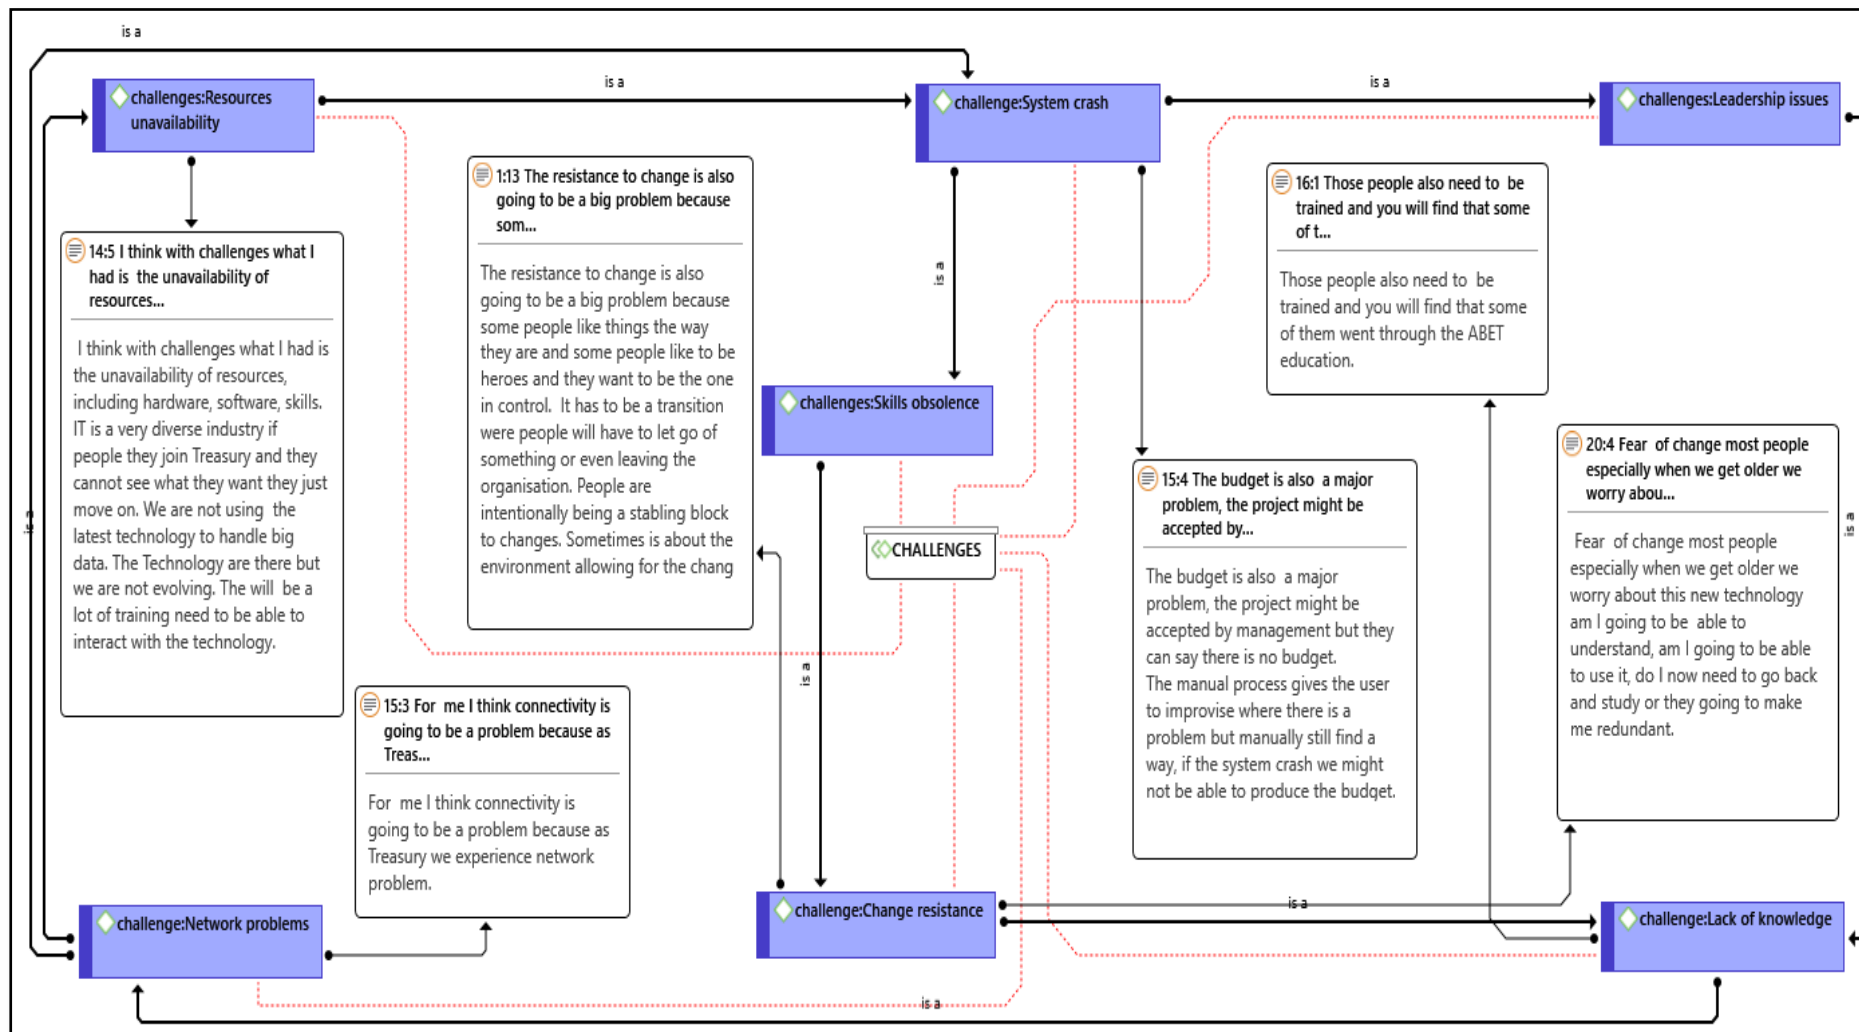 is a
challenges:Resources
unavailability
is a
challenge:System crash
is a
challenges:Leadership issues
1:13 The resistance to change is also
going to be a big problem because
som...
The resistance to change is also
going to be a big problem because
some people like things the way
they are and some people like to be
heroes and they want to be the one
in control.  It has to be a transition
were people will have to let go of
something or even leaving the
organisation. People are
intentionally being a stabling block
to changes. Sometimes is about the
environment allowing for the chang
16:1 Those people also need to  be
trained and you will find that some
of t...
Those people also need to  be
trained and you will find that some
of them went through the ABET
education.
14:5 I think with challenges what I
had is  the unavailability of
resources...
I think with challenges what I had is
the unavailability of resources,
including hardware, software, skills.
IT is a very diverse industry if
people they join Treasury and they
cannot see what they want they just
move on. We are not using  the
latest technology to handle big
data. The Technology are there but
we are not evolving. The will  be a
lot of training need to be able to
interact with the technology.
is a
is a
challenges:Skills obsolence
20:4 Fear  of change most people
especially when we get older we
worry abou...
Fear  of change most people
especially when we get older we
worry about this new technology
am I going to be  able to
understand, am I going to be able
to use it, do I now need to go back
and study or they going to make
me redundant.
is a
15:4 The budget is also  a major
problem, the project might be
accepted by...
The budget is also  a major
problem, the project might be
accepted by management but they
can say there is no budget.
The manual process gives the user
to improvise where there is a
problem but manually still find a
way, if the system crash we might
not be able to produce the budget.
CHALLENGES
is a
15:3 For  me I think connectivity is
going to be a problem because as
Treas...
For  me I think connectivity is
going to be a problem because as
Treasury we experience network
problem.
challenge:Network problems
challenge:Change resistance
is a
challenge:Lack of knowledge
is a